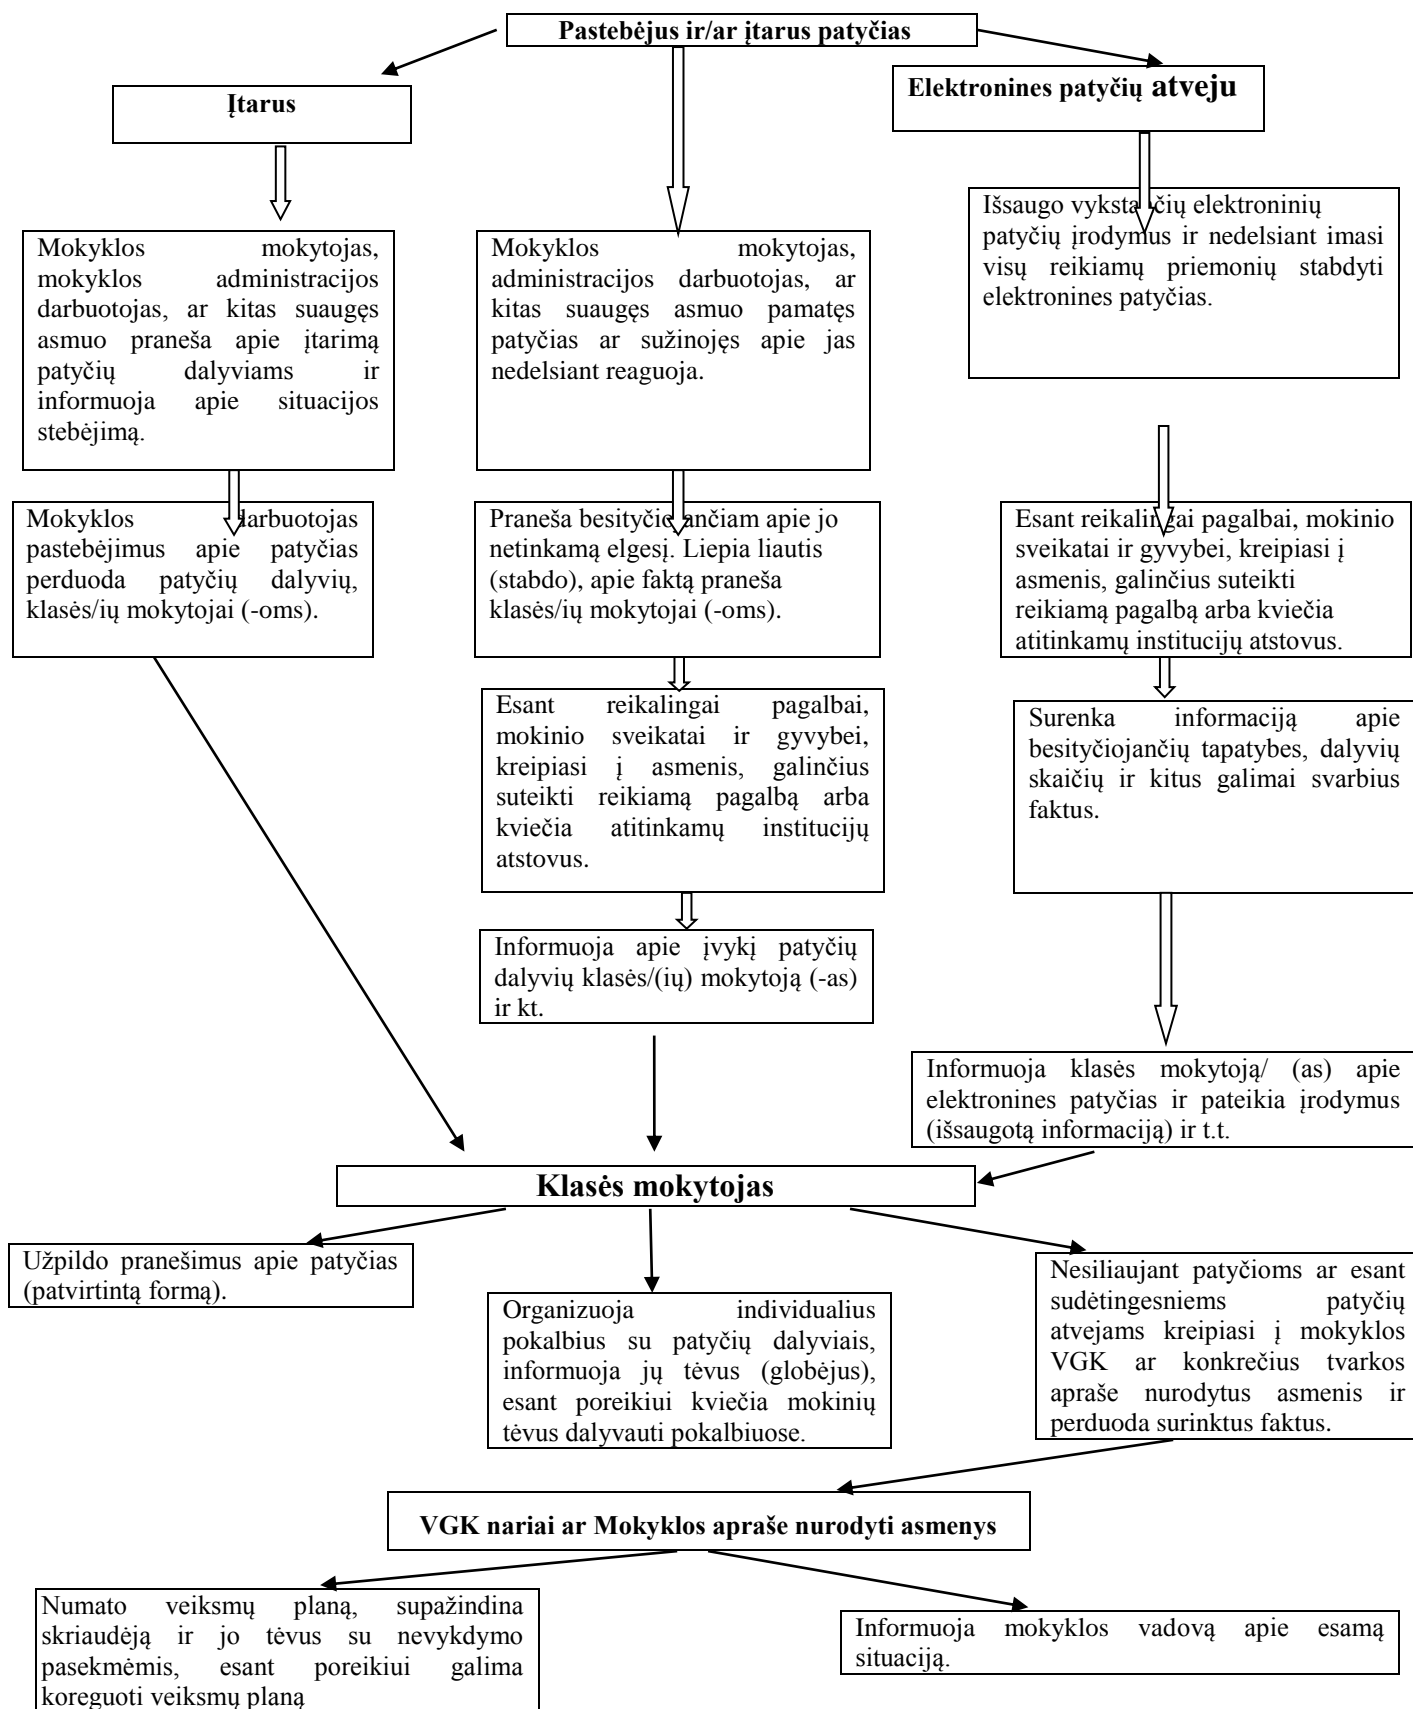 Pastebėjus ir/ar įtarus patyčias
Įtarus
Elektronines patyčių atveju
Mokyklos mokytojas,
mokyklos administracijos
darbuotojas, ar kitas suaugęs
asmuo praneša apie įtarimą
patyčių dalyviams ir
informuoja apie situacijos
stebėjimą.
Mokyklos mokytojas,
administracijos darbuotojas, ar
kitas suaugęs asmuo pamatęs
patyčias ar sužinojęs apie jas
nedelsiant reaguoja.
Išsaugo vykstančių elektroninių
patyčių įrodymus ir nedelsiant imasi
visų reikiamų priemonių stabdyti
elektronines patyčias.
Mokyklos darbuotojas
pastebėjimus apie patyčias
perduoda patyčių dalyvių,
klasės/ių mokytojai (-oms).
Praneša besityčiojančiam apie jo
netinkamą elgesį. Liepia liautis
(stabdo), apie faktą praneša
klasės/ių mokytojai (-oms).
Esant reikalingai pagalbai, mokinio
sveikatai ir gyvybei, kreipiasi į
asmenis, galinčius suteikti
reikiamą pagalbą arba kviečia
atitinkamų institucijų atstovus.
Esant reikalingai pagalbai,
mokinio sveikatai ir gyvybei,
kreipiasi į asmenis, galinčius
suteikti reikiamą pagalbą arba
kviečia atitinkamų institucijų
atstovus.
Surenka informaciją apie
besityčiojančių tapatybes, dalyvių
skaičių ir kitus galimai svarbius
faktus.
Informuoja apie įvykį patyčių
dalyvių klasės/(ių) mokytoją (-as)
ir kt.
Informuoja klasės mokytoją/ (as) apie
elektronines patyčias ir pateikia įrodymus
(išsaugotą informaciją) ir t.t.
Klasės mokytojas
Užpildo pranešimus apie patyčias
(patvirtintą formą).
Organizuoja individualius
pokalbius su patyčių dalyviais,
informuoja jų tėvus (globėjus),
esant poreikiui kviečia mokinių
tėvus dalyvauti pokalbiuose.
Nesiliaujant patyčioms ar esant
sudėtingesniems patyčių
atvejams kreipiasi į mokyklos
VGK ar konkrečius tvarkos
apraše nurodytus asmenis ir
perduoda surinktus faktus.
VGK nariai ar Mokyklos apraše nurodyti asmenys
Numato veiksmų planą, supažindina
skriaudėją ir jo tėvus su nevykdymo
pasekmėmis, esant poreikiui galima
koreguoti veiksmų planą
Informuoja mokyklos vadovą apie esamą
situaciją.